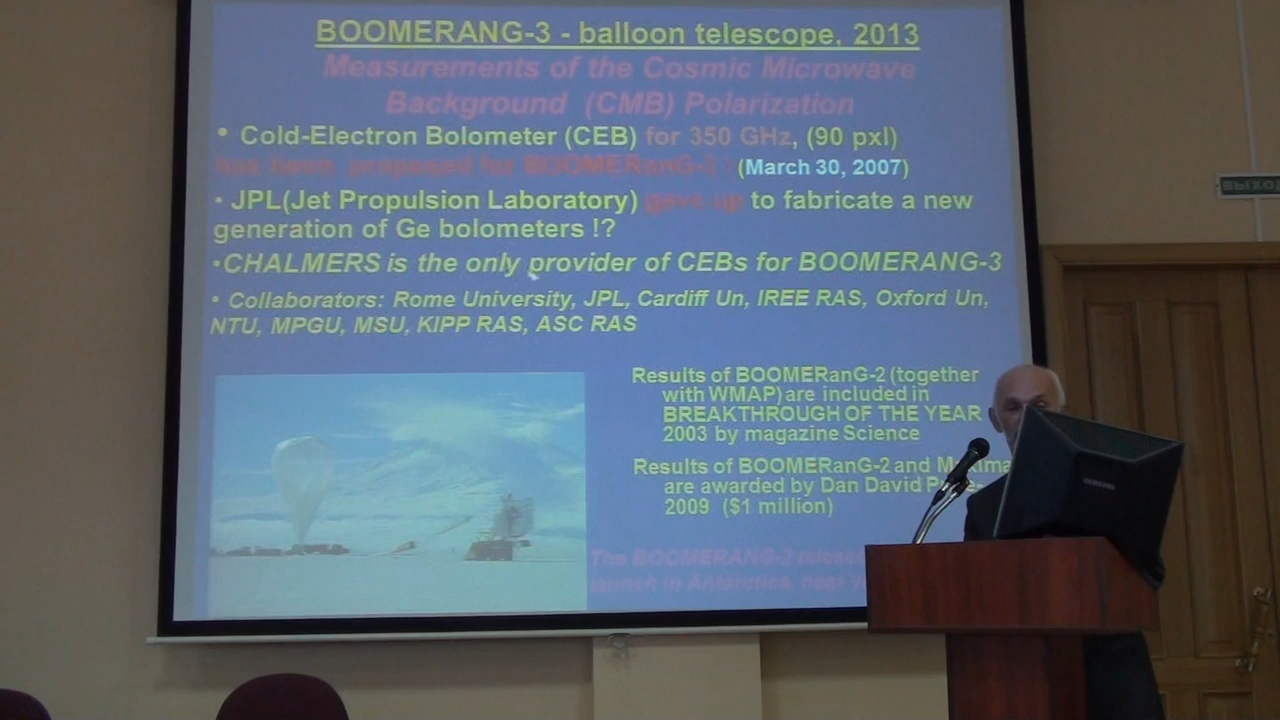 BOOMERANG-3 - balloon telescope, 2013
Measurements of the Cosmic Microwave
Background (CMB) Polarization
• Cold-Electron Bolometer (CEB) for 350 GHz, (90 pxl)
has been proposed for BOOMERanG-3 (March 30, 2007)
• JPL(Jet Propulsion Laboratory) gave up to fabricate a new
generation of Ge bolometers !?
•CHALMERS is the only provider of CEBs for BOOMERANG-3
• Collaborators: Rome University, JPL, Cardiff Un, IREE RAS, Oxford Un,
NTU, MPGU, MSU, KIPP RAS, ASC RAS
Results of BOOMERanG-2 (together
with WMAP) are included in
BREAKTHROUGH OF THE YEAR
2003 by magazine Science
Results of BOOMERanG-2 and Maxima
are awarded by Dan David
2009 ($1 million)
The BOOMERANG-2
launch in Antarctica, near
SAMSUNG
ВЫХОД